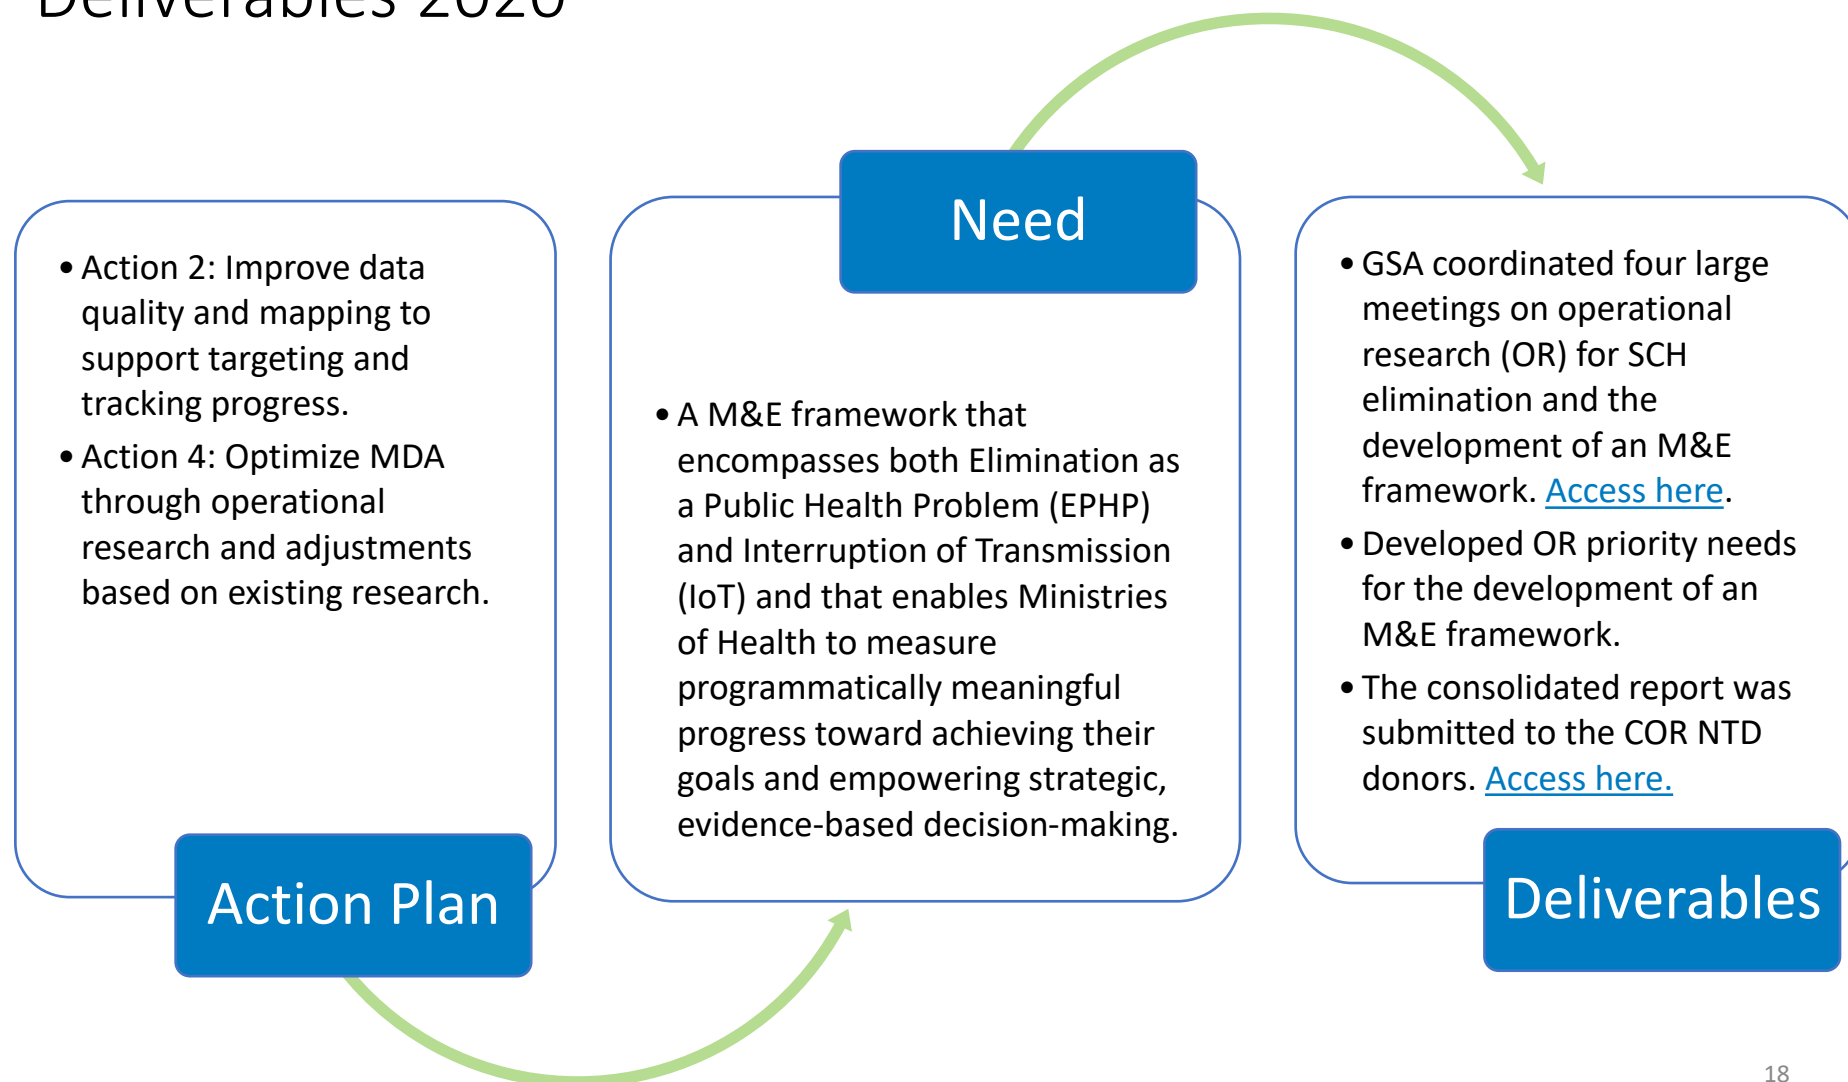 Deliverables 2020
• Action 2: Improve data
quality and mapping to
support targeting and
tracking progress.
• Action 4: Optimize MDA
through operational
research and adjustments
based on existing research.
Action Plan
Need
• A M&E framework that
encompasses both Elimination as
a Public Health Problem (EPHP)
and Interruption of Transmission
(IoT) and that enables Ministries
of Health to measure
programmatically meaningful
progress toward achieving their
goals and empowering strategic,
evidence-based decision-making.
• GSA coordinated four large
meetings on operational
research (OR) for SCH
elimination and the
development of an M&E
framework. Access here.
• Developed OR priority needs
for the development of an
M&E framework.
• The consolidated report was
submitted to the COR NTD
donors. Access here.
Deliverables
18